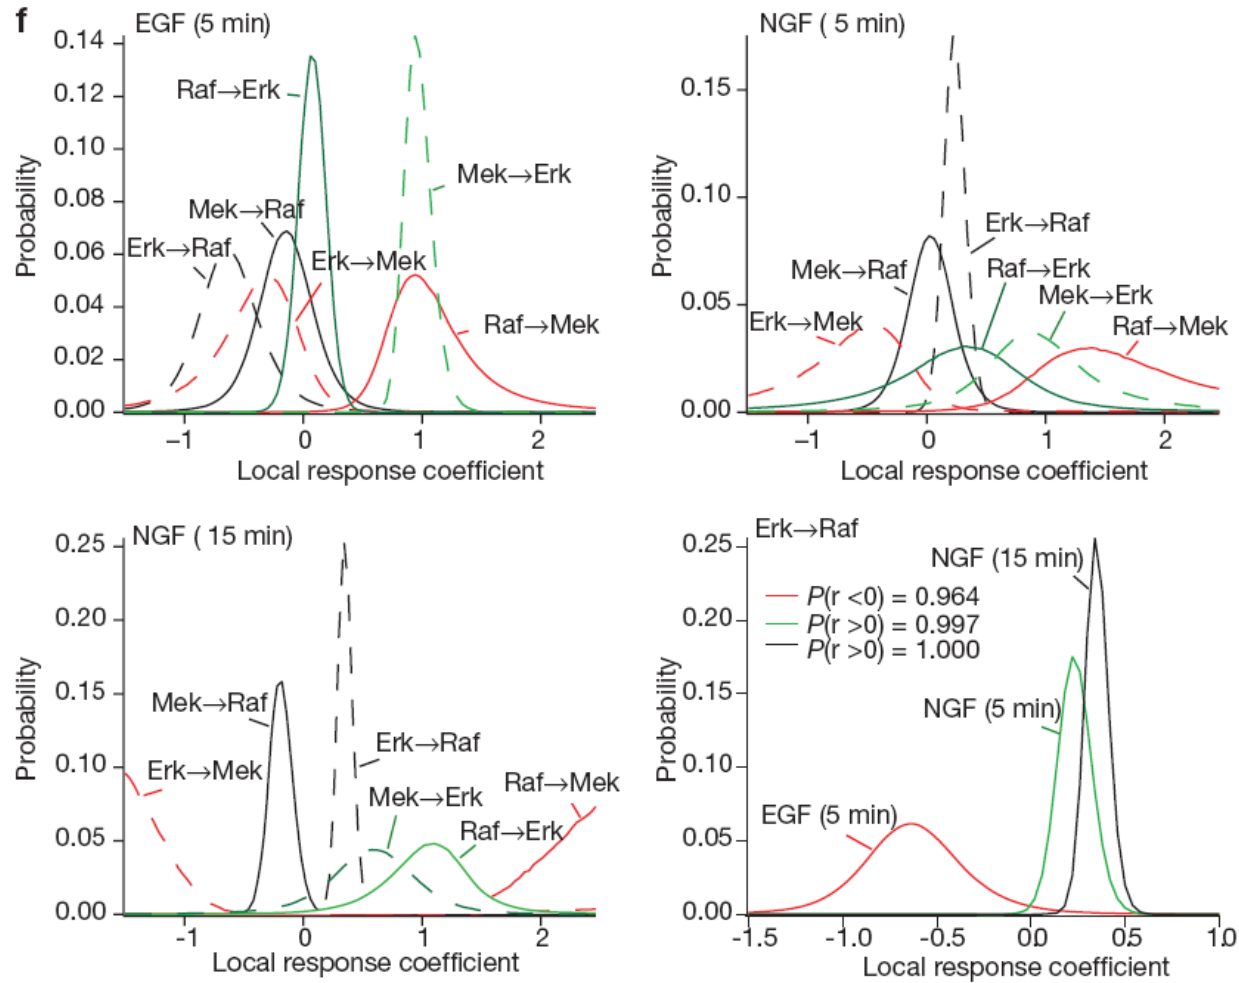 f
EGF (5 min)
0.14
0.12
0.10
0.08
0.06
0.04
0.02
0.00
Probability
Raf→Erk
Mek→Erk
Mek→Raf
Erk→Raf
Erk→Mek
Raf→Mek
–1
0
1
2
Local response coefficient
NGF ( 5 min)
0.15
0.10
0.05
0.00
Probability
Erk→Raf
Mek→Raf
Raf→Erk
Mek→Erk
Erk→Mek
Raf→Mek
–1
0
1
2
Local response coefficient
NGF ( 15 min)
0.25
0.20
0.15
0.10
0.05
0.00
Probability
Mek→Raf
Erk→Raf
Erk→Mek
Mek→Erk
Raf→Mek
Raf→Erk
-1
0
1
2
Local response coefficient
Erk→Raf
0.25
0.20
0.15
0.10
0.05
0.00
Probability
NGF (15 min)
P(r <0) = 0.964
P(r >0) = 0.997
P(r >0) = 1.000
NGF (5 min)
EGF (5 min)
-1.5
-1.0
-0.5
0.0
0.5
1.0
Local response coefficient